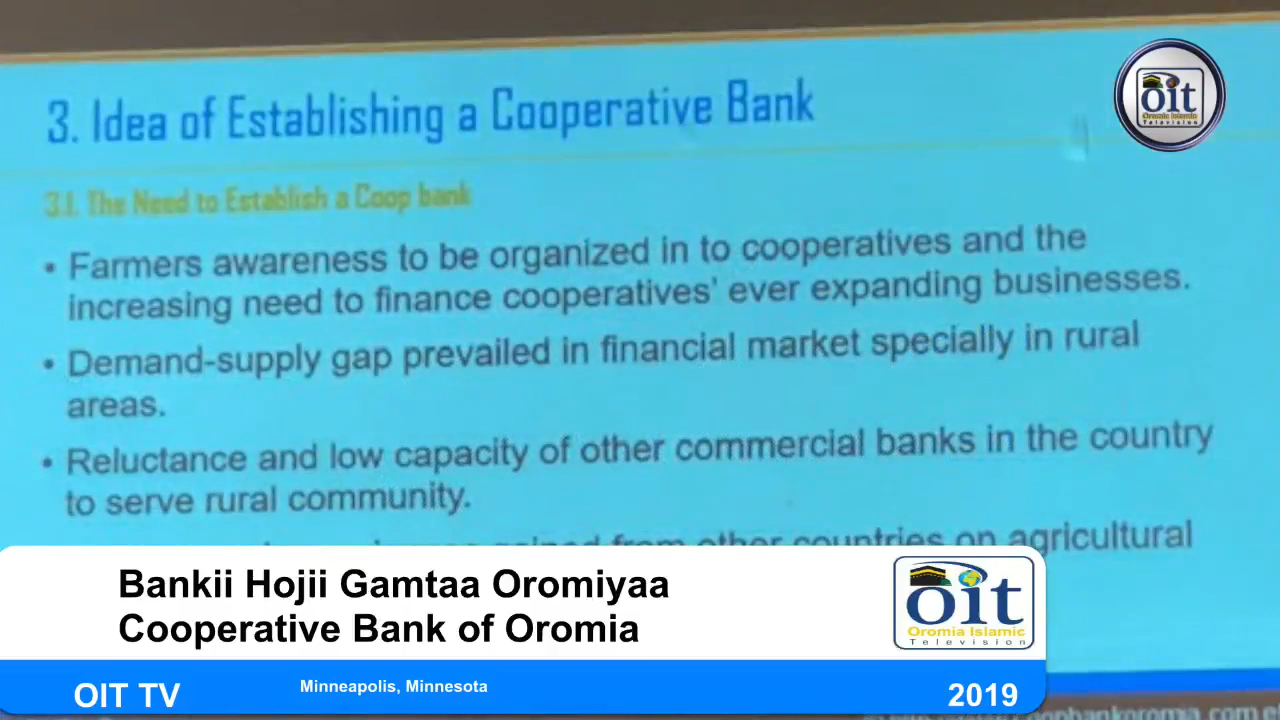 3. Idea of Establishing a Cooperative Bank
oit
Oromia Islamic
Television
3.1. The Need to Establish a Coop bank
• Farmers awareness to be organized in to cooperatives and the
increasing need to finance cooperatives' ever expanding businesses.
• Demand-supply gap prevailed in financial market specially in rural
areas.
• Reluctance and low capacity of other commercial banks in the country
to serve rural community.
gained from other countries on agricultural
Bankii Hojii Gamtaa Oromiyaa
Cooperative Bank of Oromia
oit
Oromia Islamic
Television
OIT TV
Minneapolis, Minnesota
2019